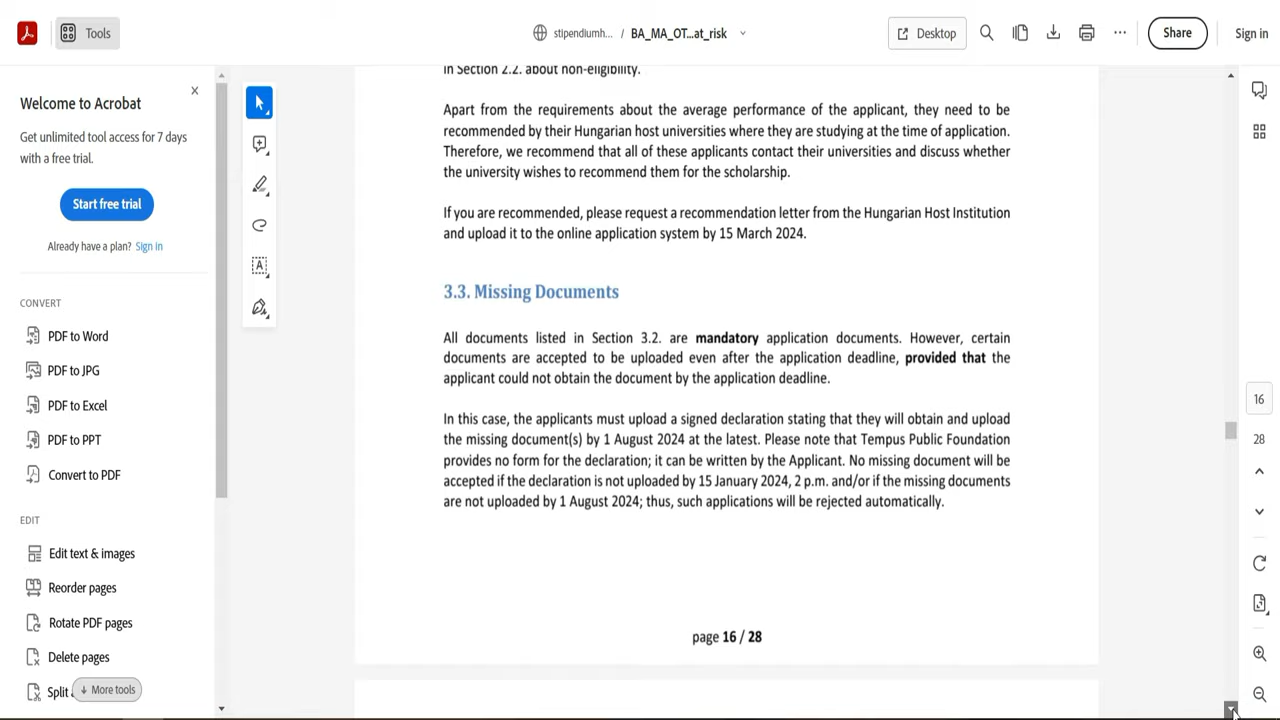 Tools
stipendiumh... / BA_MA_OT...at_risk
Desktop
Share
Sign in
Welcome to Acrobat
Get unlimited tool access for 7 days
with a free trial.
Start free trial
Already have a plan? Sign in
CONVERT
PDF to Word
PDF to JPG
PDF to Excel
PDF to PPT
Convert to PDF
EDIT
Edit text & images
Reorder pages
Rotate PDF pages
Delete pages
Split
More tools
in Section 2.2. about non-eligibility.
Apart from the requirements about the average performance of the applicant, they need to be
recommended by their Hungarian host universities where they are studying at the time of application.
Therefore, we recommend that all of these applicants contact their universities and discuss whether
the university wishes to recommend them for the scholarship.
If you are recommended, please request a recommendation letter from the Hungarian Host Institution
and upload it to the online application system by 15 March 2024.
3.3. Missing Documents
All documents listed in Section 3.2. are mandatory application documents. However, certain
documents are accepted to be uploaded even after the application deadline, provided that the
applicant could not obtain the document by the application deadline.
In this case, the applicants must upload a signed declaration stating that they will obtain and upload
the missing document(s) by 1 August 2024 at the latest. Please note that Tempus Public Foundation
provides no form for the declaration; it can be written by the Applicant. No missing document will be
accepted if the declaration is not uploaded by 15 January 2024, 2 p.m. and/or if the missing documents
are not uploaded by 1 August 2024; thus, such applications will be rejected automatically.
page 16 / 28
16
28